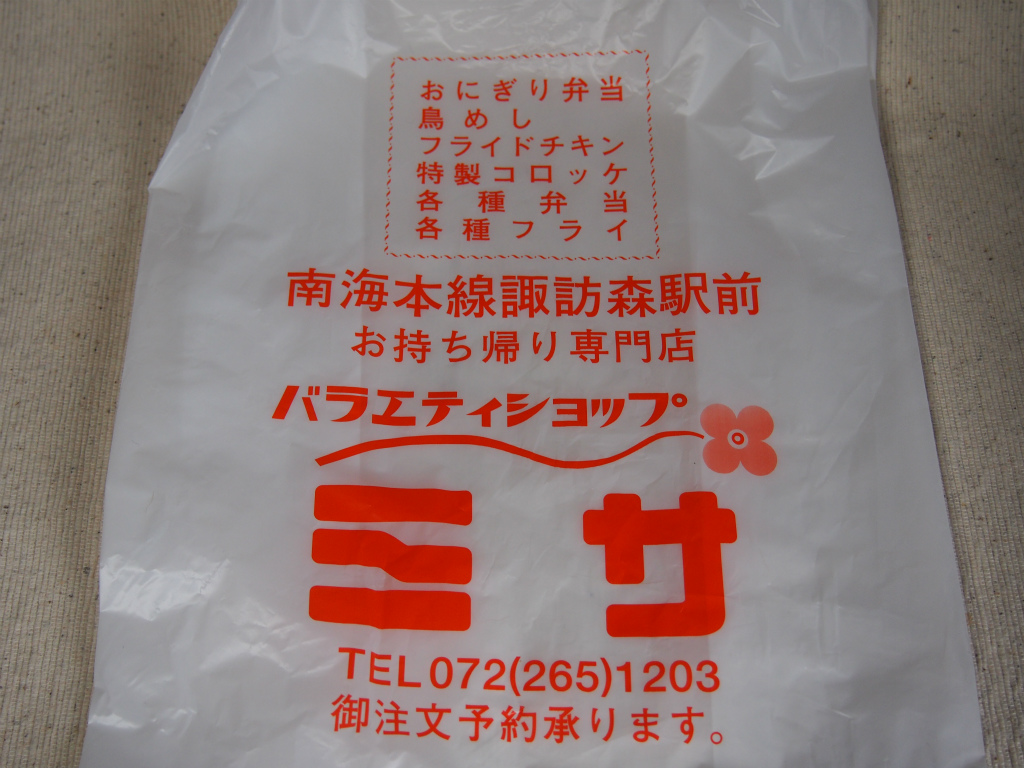 おにぎり弁当
鳥めし
フライドチキン
特製コロッケ
各種弁当
各種フライ
南海本線諏訪森駅前
お持ち帰り専門店
バラエティショップ
ミサ
TEL072(265)1203
御注文予約承ります。